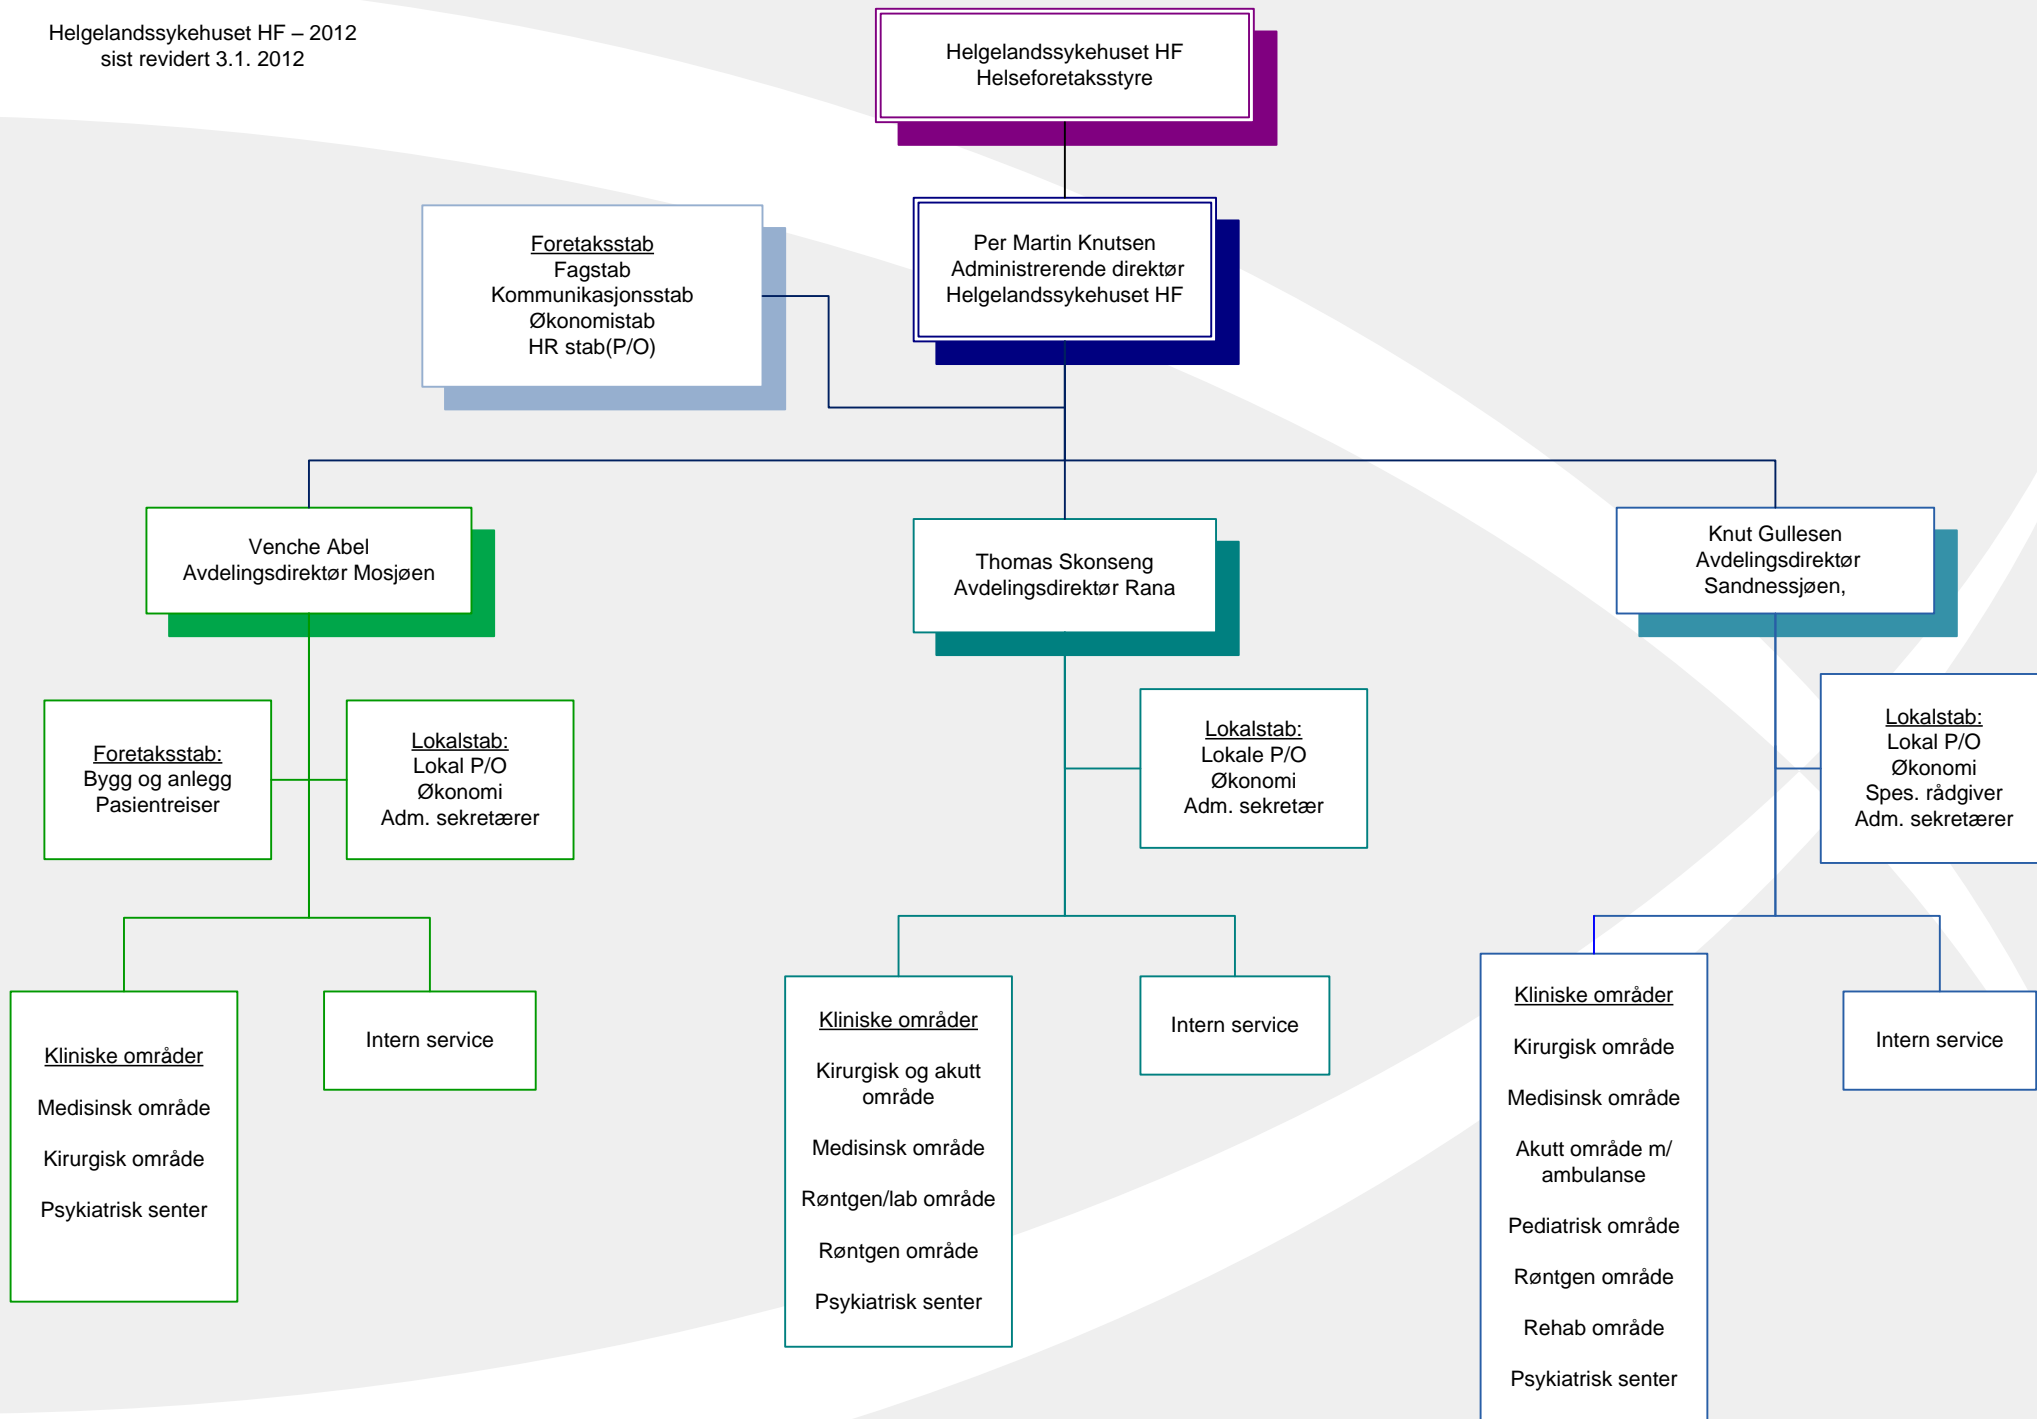 Helgelandssykehuset HF – 2012
sist revidert 3.1. 2012
Helgelandssykehuset HF
Helseforetaksstyre
Foretaksstab
Fagstab
Kommunikasjonsstab
Økonomistab
HR stab(P/O)
Per Martin Knutsen
Administrerende direktør
Helgelandssykehuset HF
Venche Abel
Avdelingsdirektør Mosjøen
Thomas Skonseng
Avdelingsdirektør Rana
Knut Gullesen
Avdelingsdirektør
Sandnessjøen,
Foretaksstab:
Bygg og anlegg
Pasientreiser
Lokalstab:
Lokal P/O
Økonomi
Adm. sekretærer
Lokalstab:
Lokale P/O
Økonomi
Adm. sekretær
Lokalstab:
Lokal P/O
Økonomi
Spes. rådgiver
Adm. sekretærer
Kliniske områder
Medisinsk område
Kirurgisk område
Psykiatrisk senter
Intern service
Kliniske områder
Kirurgisk og akutt
område
Medisinsk område
Røntgen/lab område
Røntgen område
Psykiatrisk senter
Intern service
Kliniske områder
Kirurgisk område
Medisinsk område
Akutt område m/
ambulanse
Pediatrisk område
Røntgen område
Rehab område
Psykiatrisk senter
Intern service